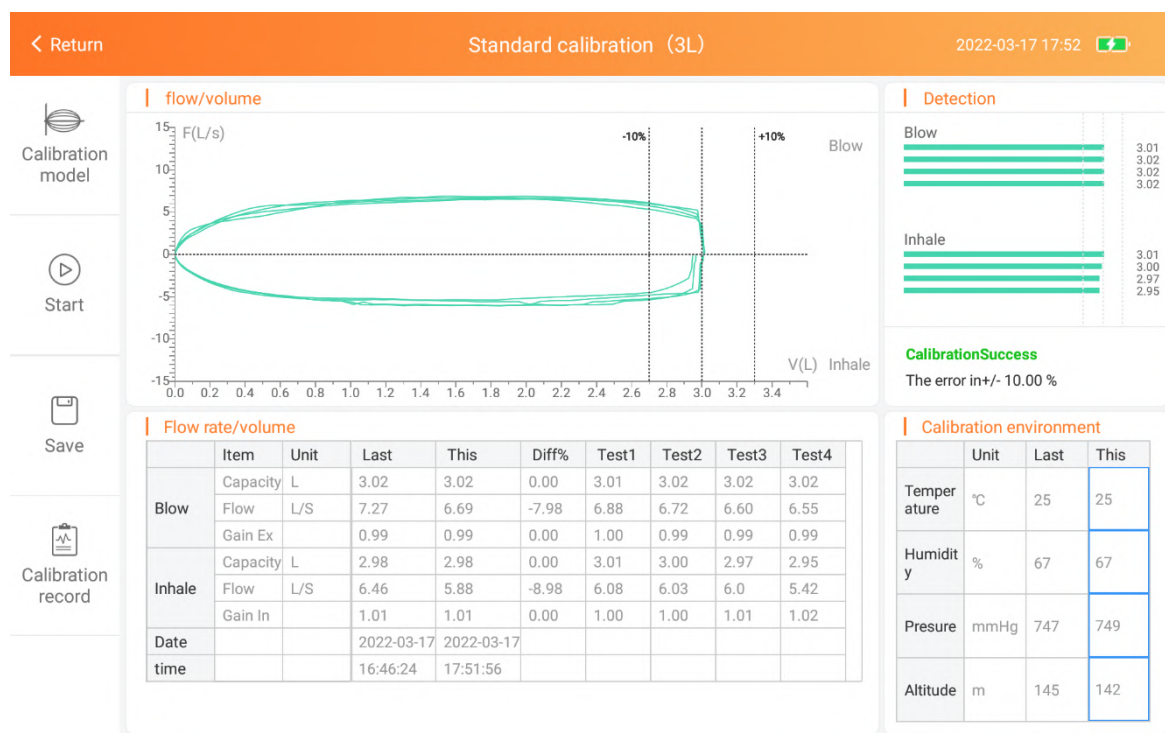 Return
Standard calibration（3L）
2022-03-17 17:52
Calibration
model
Start
Save
Calibration
record
flow/volume
F(L/s)
15
10
5
0
-5
-10
-15
-10%
+10%
Blow
V(L) Inhale
0.0 0.2 0.4 0.6 0.8 1.0 1.2 1.4 1.6 1.8 2.0 2.2 2.4 2.6 2.8 3.0 3.2 3.4
Detection
Blow
3.01
3.02
3.02
3.02
Inhale
3.01
3.00
2.97
2.95
CalibrationSuccess
The error in+/- 10.00 %
Flow rate/volume
Item Unit Last This Diff% Test1 Test2 Test3 Test4
Blow
Capacity L 3.02 3.02 0.00 3.01 3.02 3.02 3.02
Flow L/S 7.27 6.69 -7.98 6.88 6.72 6.60 6.55
Gain Ex 0.99 0.99 0.00 1.00 0.99 0.99 0.99
Inhale
Capacity L 2.98 2.98 0.00 3.01 3.00 2.97 2.95
Flow L/S 6.46 5.88 -8.98 6.08 6.03 6.0 5.42
Gain In 1.01 1.01 0.00 1.00 1.00 1.01 1.02
Date 2022-03-17 2022-03-17
time 16:46:24 17:51:56
Calibration environment
Unit Last This
Temper
ature
℃ 25 25
Humidit
y
% 67 67
Presure mmHg 747 749
Altitude m 145 142